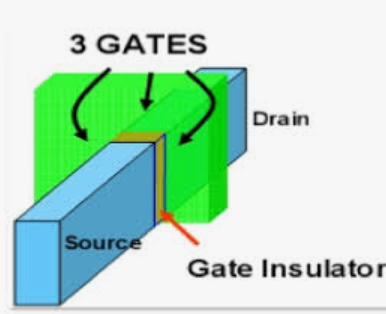 3 GATES
Drain
Source
Gate Insulator